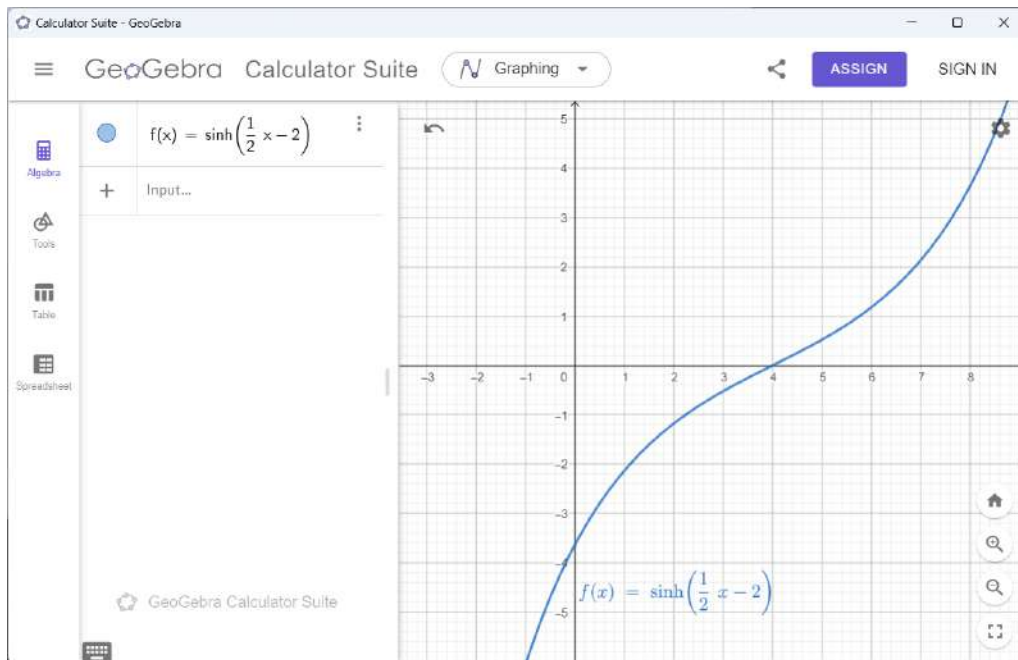 Calculator Suite - GeoGebra
GeoGebra Calculator Suite Graphing ASSIGN SIGN IN
Algebra
Tools
Table
Spreadsheet
f(x) = sinh(1/2 x − 2)
+ Input...
GeoGebra Calculator Suite
5
4
3
2
1
−3 −2 −1 0 1 2 3 4 5 6 7 8
−1
−2
−3
−4
−5
f(x) = sinh(1/2 x − 2)